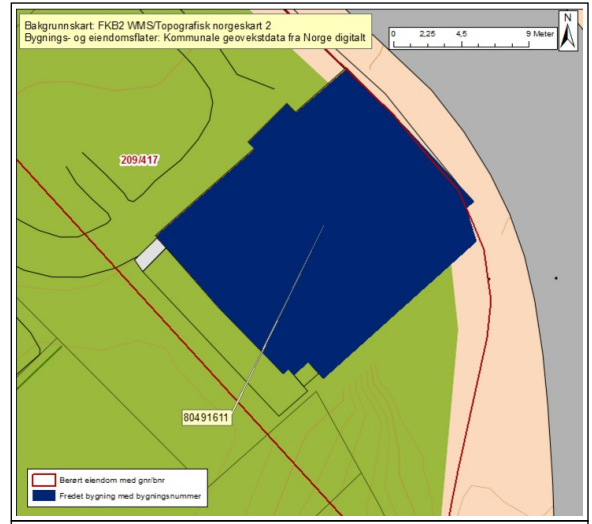 Bakgrunnskart: FKB2 WMS/Topografisk norgeskart 2
Bygnings- og eiendomsflater: Kommunale geovekstdata fra Norge digitalt
0 2,25 4,5 9 Meter
N
209/417
80491611
Berørt eiendom med gnr/bnr
Fredet bygning med bygningsnummer